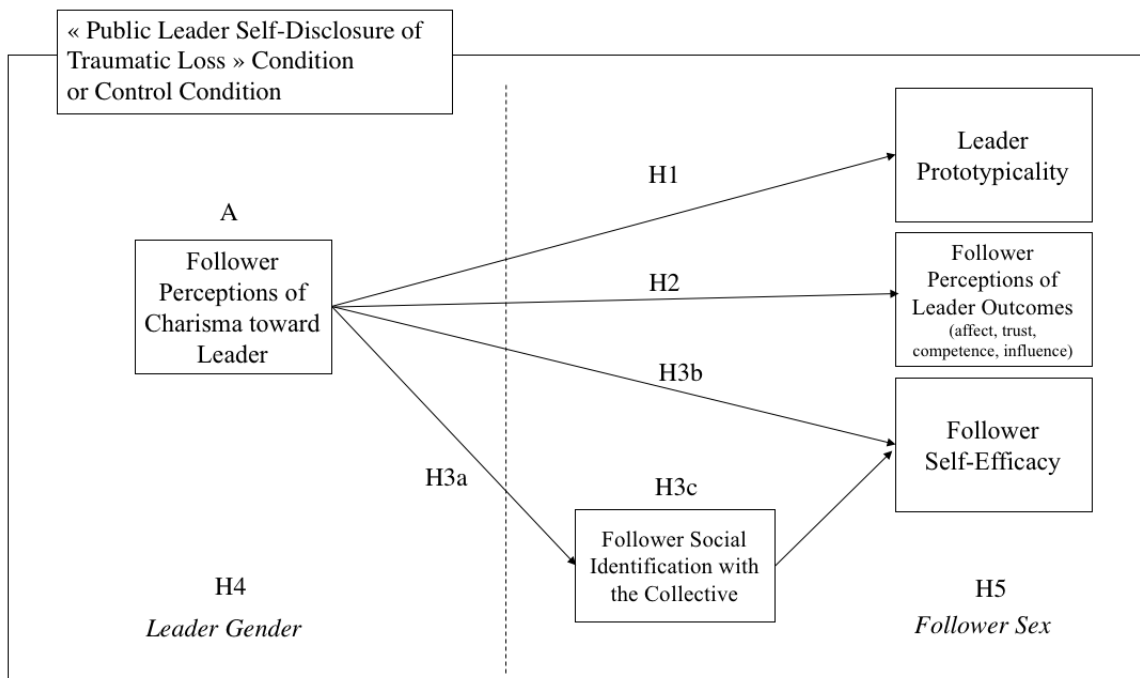 « Public Leader Self-Disclosure of
Traumatic Loss » Condition
or Control Condition
A
Follower
Perceptions of
Charisma toward
Leader
H1
H2
H3b
H3a
H3c
Leader
Prototypicality
Follower
Perceptions of
Leader Outcomes
(affect, trust,
competence, influence)
Follower
Self-Efficacy
Follower Social
Identification with
the Collective
H4
Leader Gender
H5
Follower Sex